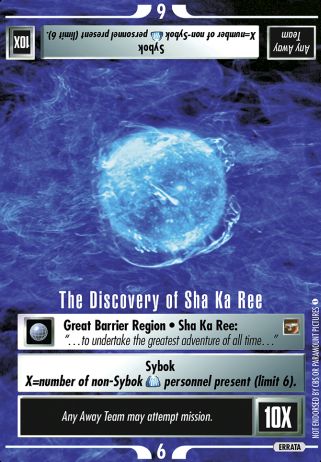 9
Any Away
Team
Sybok
X=number of non-Sybok personnel present (limit 6).
10X
The Discovery of Sha Ka Ree
Great Barrier Region • Sha Ka Ree:
“…to undertake the greatest adventure of all time…”
Sybok
X=number of non-Sybok personnel present (limit 6).
Any Away Team may attempt mission.
10X
6
ERRATA
NOT ENDORSED BY CBS OR PARAMOUNT PICTURES